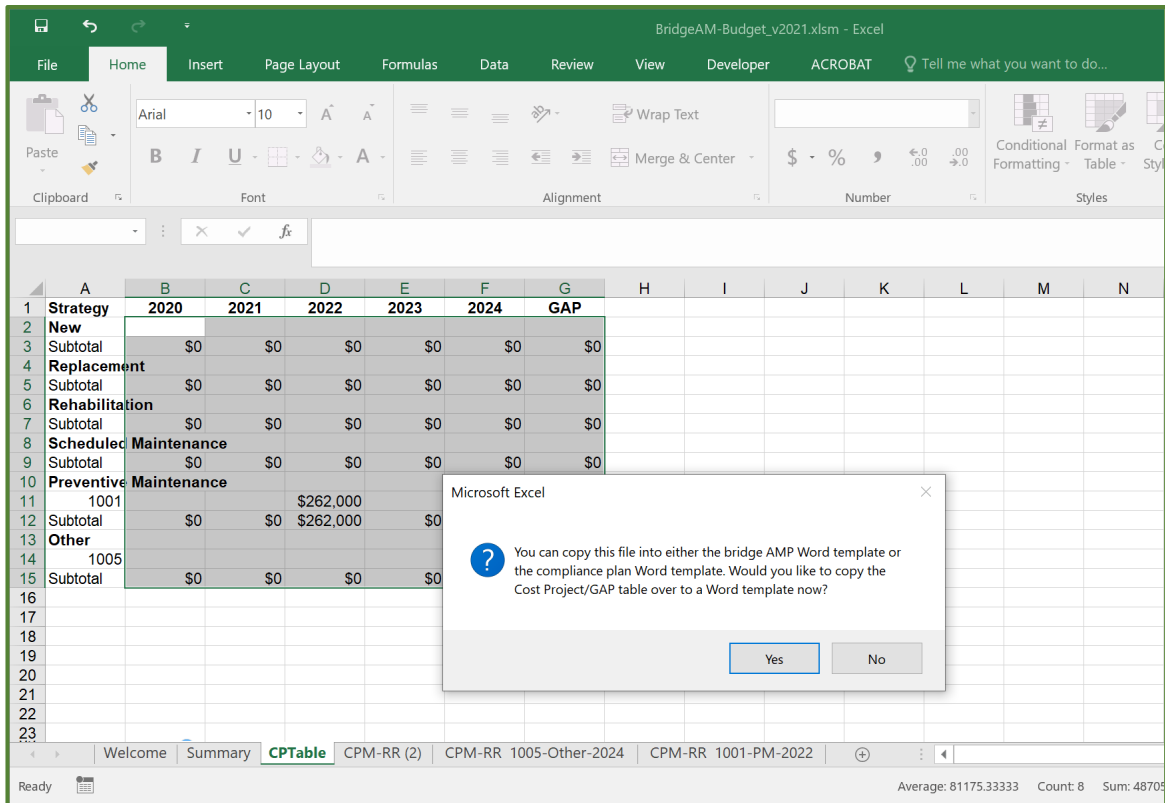 BridgeAM-Budget_v2021.xlsm - Excel
File Home Insert Page Layout Formulas Data Review View Developer ACROBAT Tell me what you want to do...
Arial 10 A A Wrap Text
Paste B I U A Merge & Center $ % , .0 .00 .00 .0 Conditional Formatting Format as Table
Clipboard Font Alignment Number Styles
fx
A B C D E F G H I J K L M N
1 Strategy 2020 2021 2022 2023 2024 GAP
2 New
3 Subtotal $0 $0 $0 $0 $0 $0
4 Replacement
5 Subtotal $0 $0 $0 $0 $0 $0
6 Rehabilitation
7 Subtotal $0 $0 $0 $0 $0 $0
8 Scheduled Maintenance
9 Subtotal $0 $0 $0 $0 $0 $0
10 Preventive Maintenance
11 1001 $262,000
12 Subtotal $0 $0 $262,000 $0
13 Other
14 1005
15 Subtotal $0 $0 $0 $0
16
17
18
19
20
21
22
23
Microsoft Excel
?
You can copy this file into either the bridge AMP Word template or
the compliance plan Word template. Would you like to copy the
Cost Project/GAP table over to a Word template now?
Yes No
Welcome Summary CPTable CPM-RR (2) CPM-RR 1005-Other-2024 CPM-RR 1001-PM-2022
Ready Average: 81175.33333 Count: 8 Sum: 48705